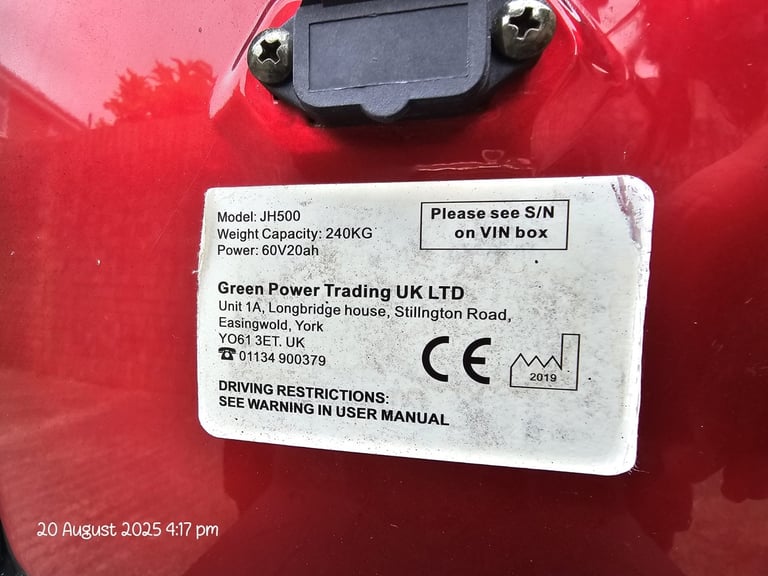 Model: JH500
Weight Capacity: 240KG
Power: 60V20ah
Please see S/N
on VIN box
Green Power Trading UK LTD
Unit 1A, Longbridge house, Stillngton Road,
Easingwold, York
YO61 3ET. UK
☎ 01134 900379
CE
2019
DRIVING RESTRICTIONS:
SEE WARNING IN USER MANUAL
20 August 2025 4:17 pm